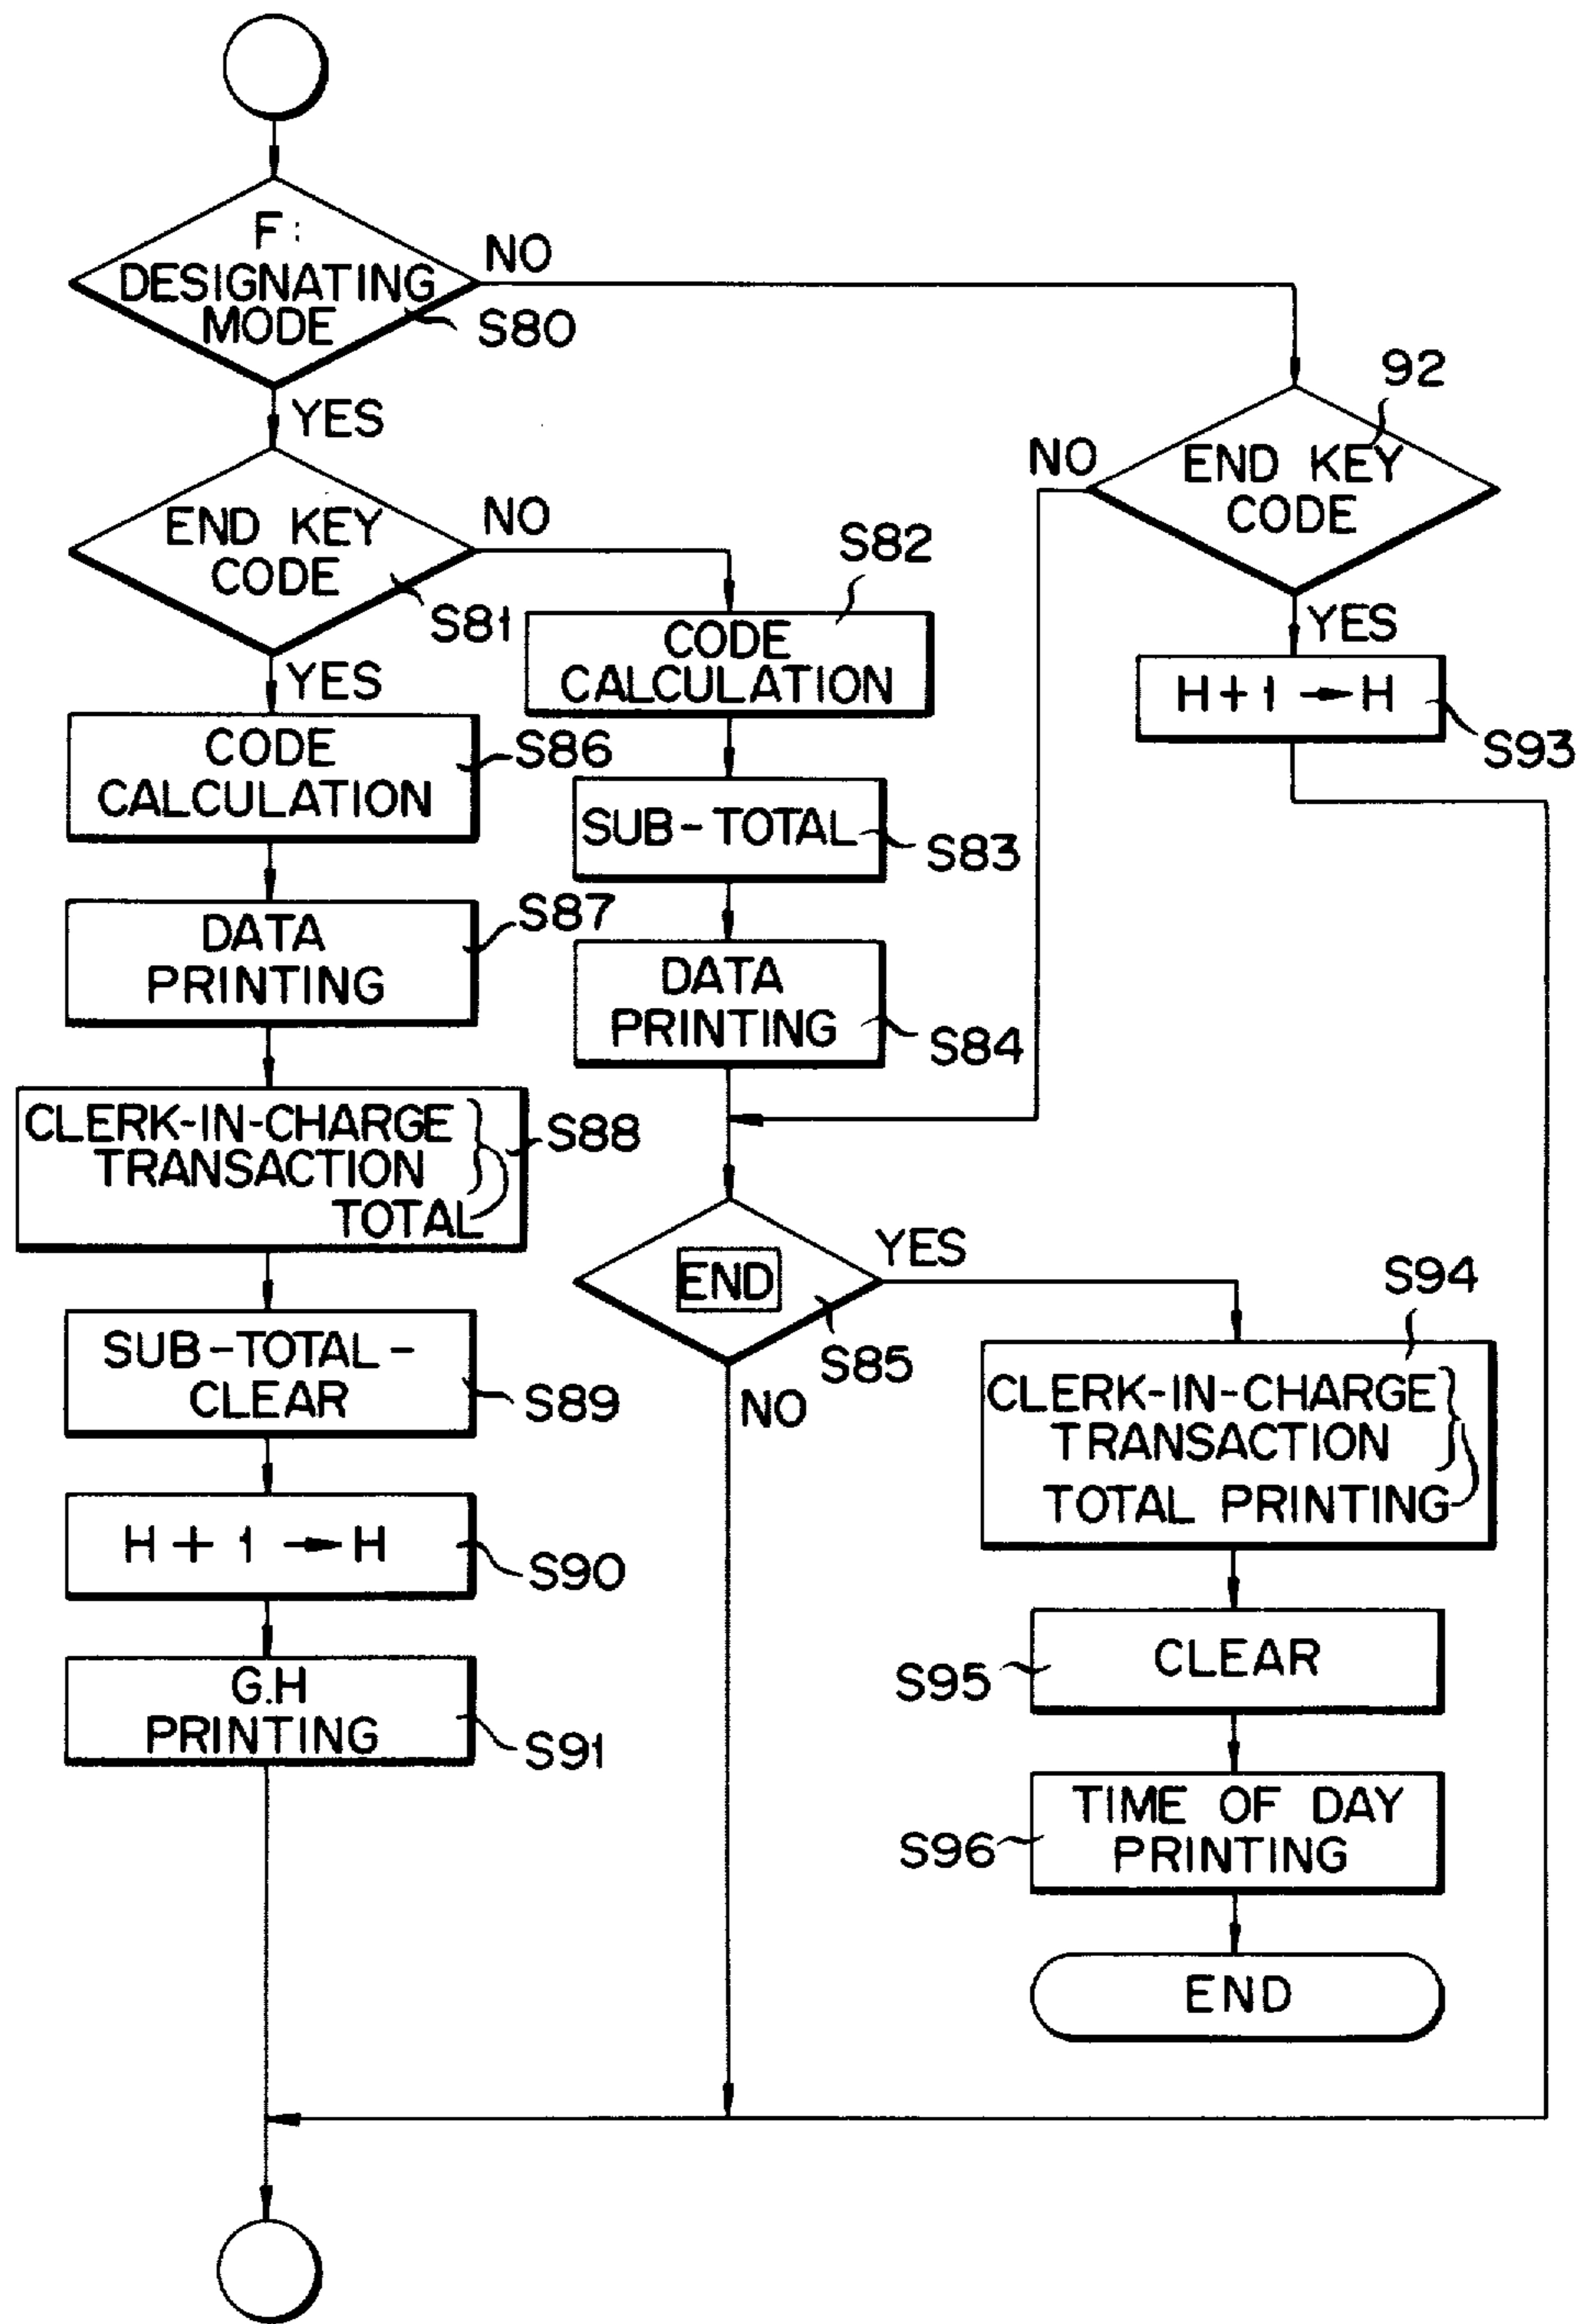 F:
DESIGNATING
MODE
S80
NO
YES
END KEY
CODE
S81
NO
YES
92
END KEY
CODE
NO
YES
H+1→H
S93
S82
CODE
CALCULATION
SUB-TOTAL
S83
DATA
PRINTING
S84
CODE
CALCULATION
S86
DATA
PRINTING
S87
CLERK-IN-CHARGE
TRANSACTION
TOTAL
S88
SUB-TOTAL-
CLEAR
S89
H+1→H
S90
G.H
PRINTING
S91
END
S85
YES
NO
S94
CLERK-IN-CHARGE
TRANSACTION
TOTAL PRINTING
CLEAR
S95
TIME OF DAY
PRINTING
S96
END